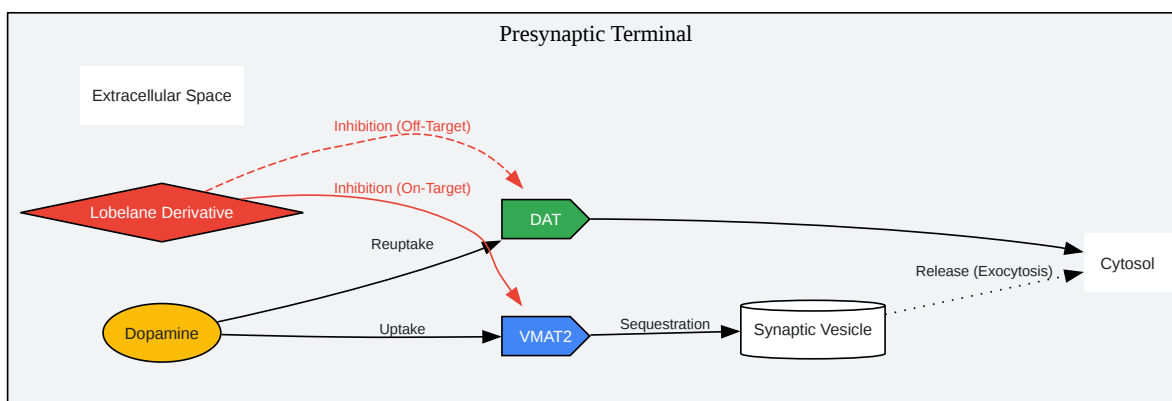 Presynaptic Terminal
Extracellular Space
Inhibition (Off-Target)
Inhibition (On-Target)
Lobelane Derivative
DAT
Reuptake
Cytosol
Release (Exocytosis)
Dopamine
Uptake
VMAT2
Sequestration
Synaptic Vesicle